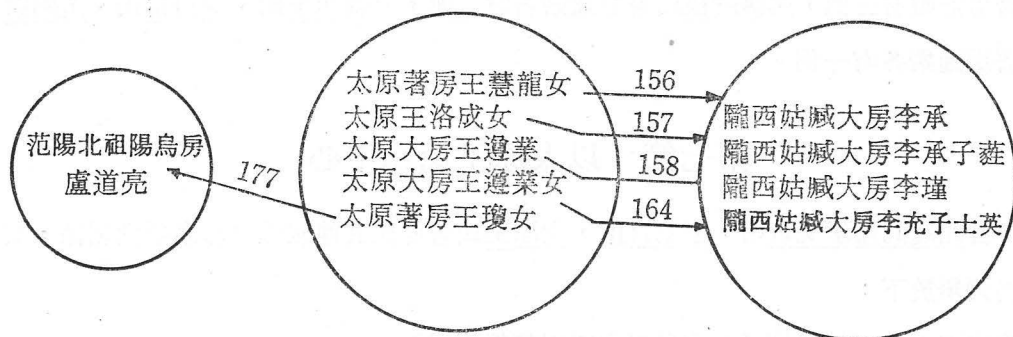 范陽北祖陽烏房
盧道亮
177
太原著房王慧龍女
太原王洛成女
太原大房王遵業
太原大房王遵業女
太原著房王瓊女
156
157
158
164
隴西姑臧大房李承
隴西姑臧大房李承子蕤
隴西姑臧大房李瑾
隴西姑臧大房李充子士英